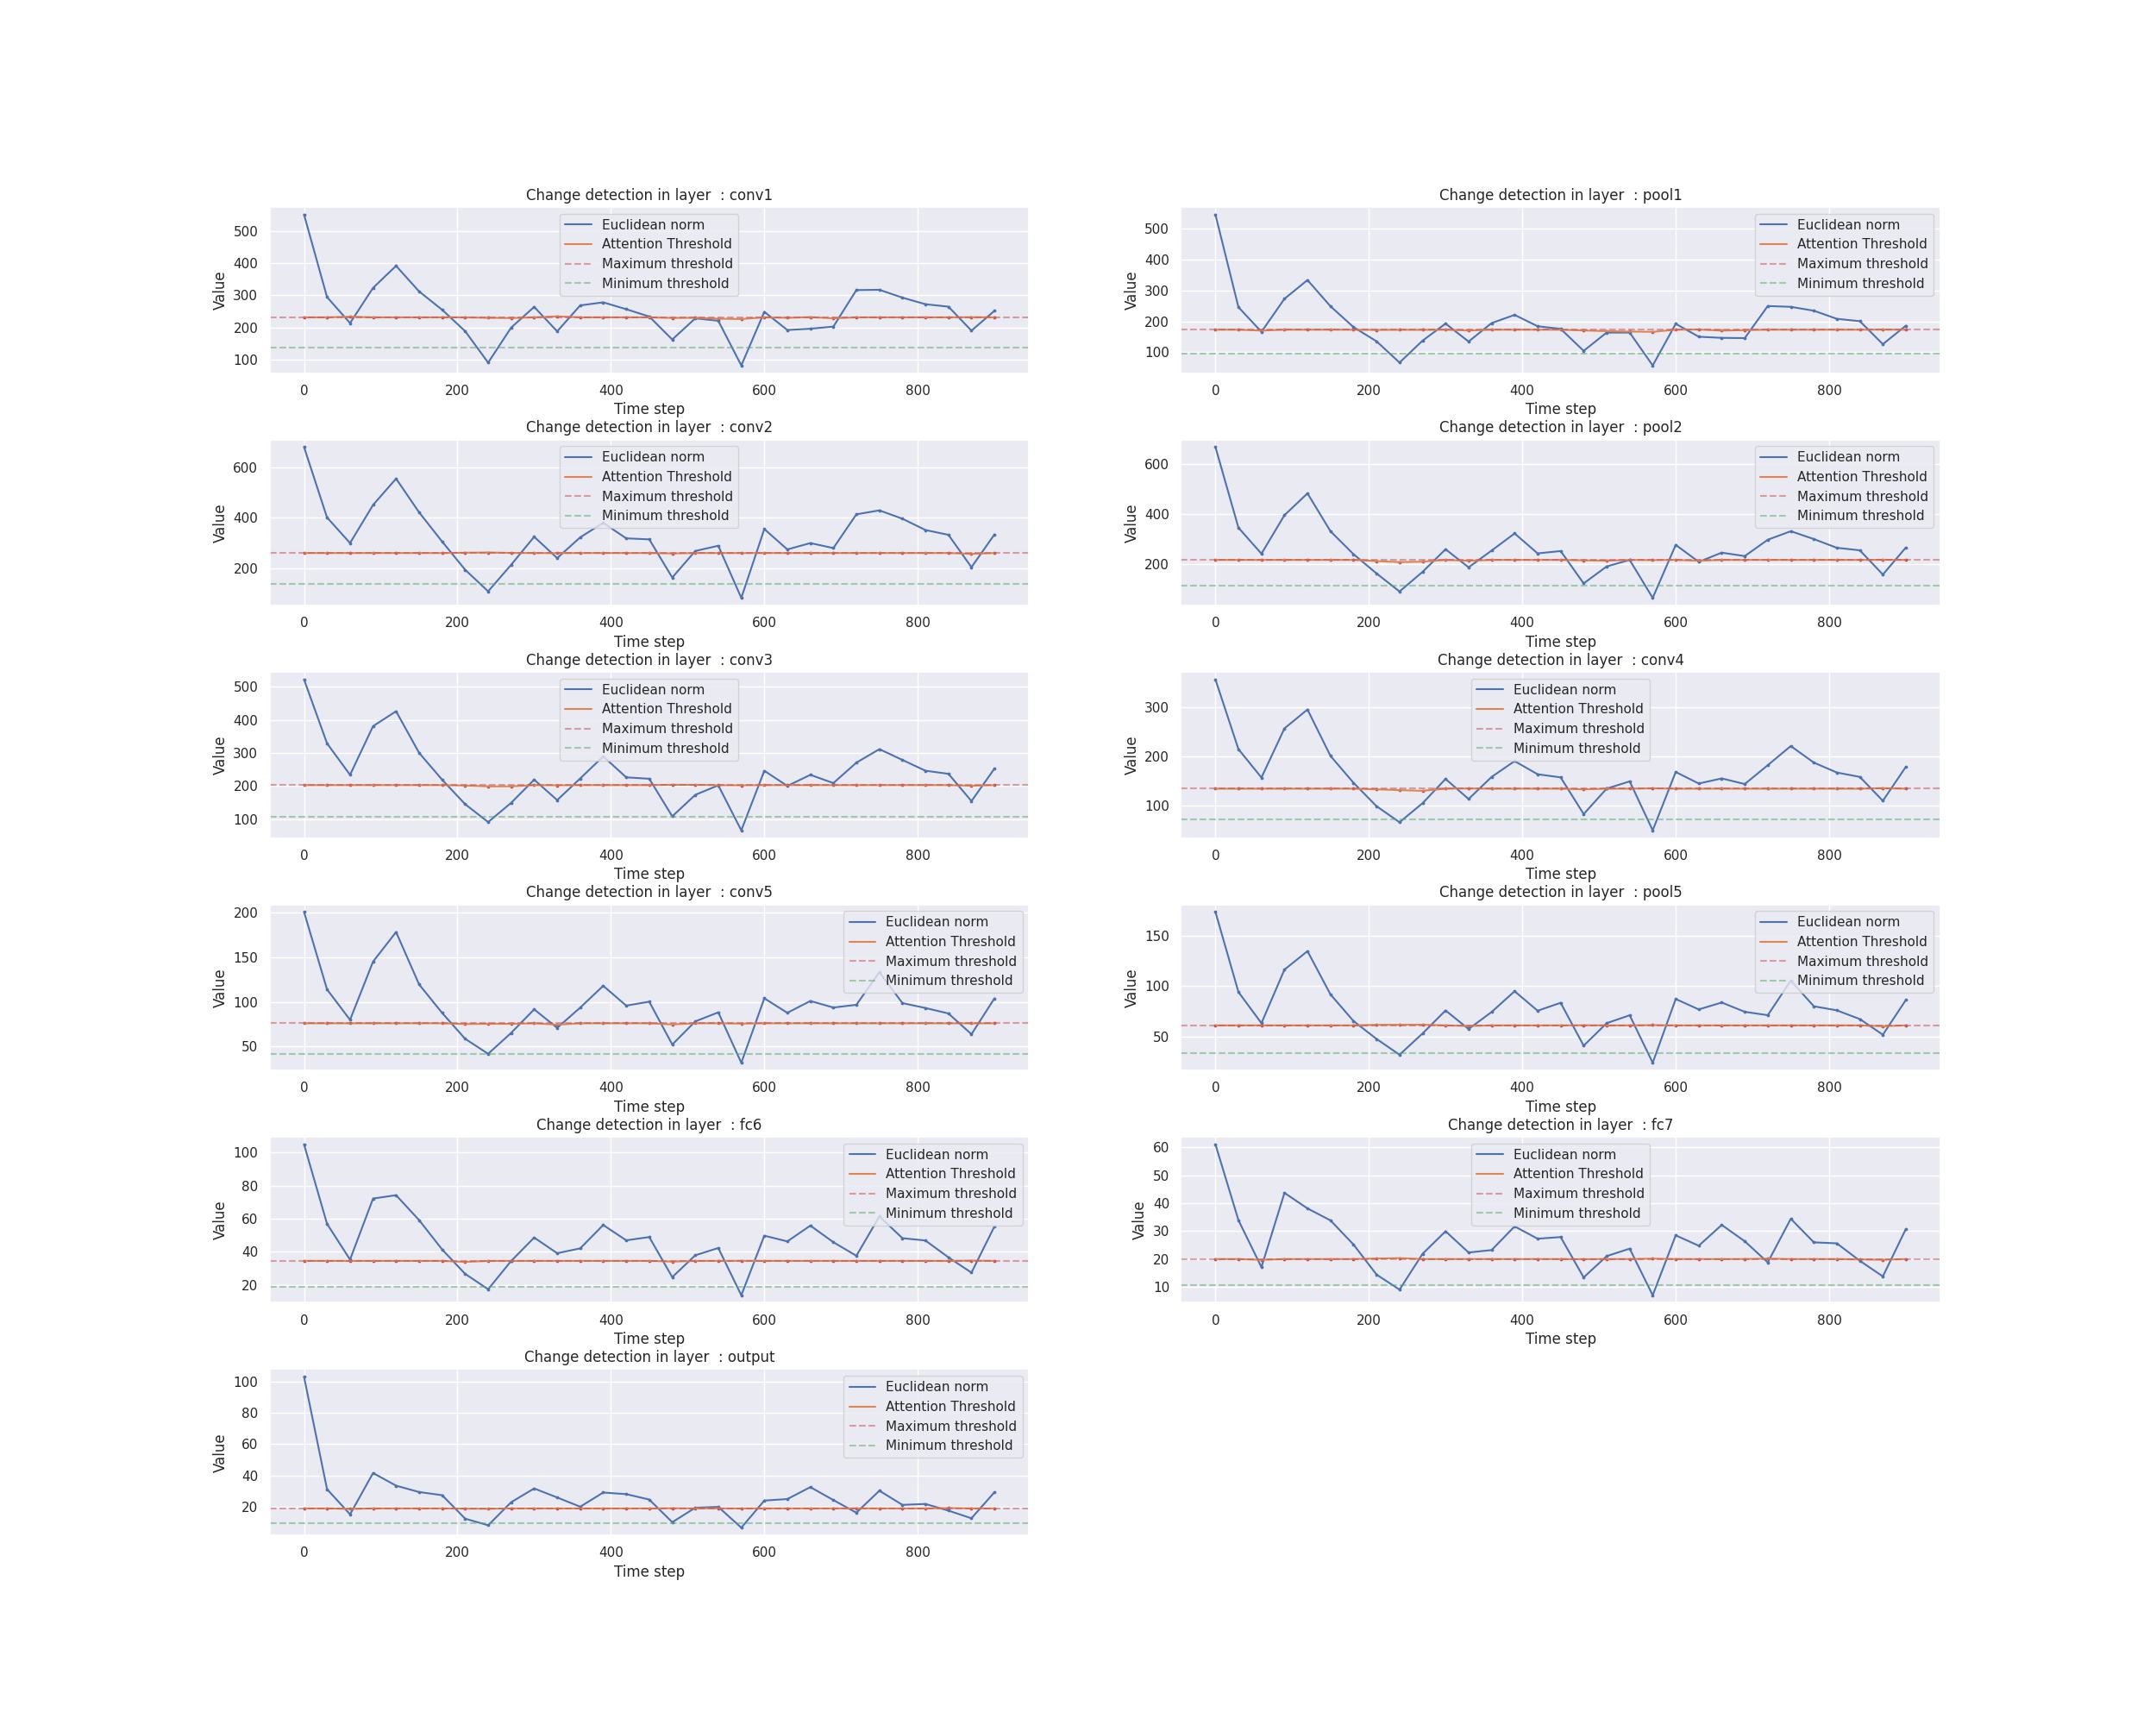 Change detection in layer  : conv1
Value
500
400
300
200
100
Euclidean norm
Attention Threshold
Maximum threshold
Minimum threshold
0 200 400 600 800
Time step
Change detection in layer  : pool1
Value
500
400
300
200
100
Euclidean norm
Attention Threshold
Maximum threshold
Minimum threshold
0 200 400 600 800
Time step
Change detection in layer  : conv2
Value
600
400
200
Euclidean norm
Attention Threshold
Maximum threshold
Minimum threshold
0 200 400 600 800
Time step
Change detection in layer  : pool2
Value
600
400
200
Euclidean norm
Attention Threshold
Maximum threshold
Minimum threshold
0 200 400 600 800
Time step
Change detection in layer  : conv3
Value
500
400
300
200
100
Euclidean norm
Attention Threshold
Maximum threshold
Minimum threshold
0 200 400 600 800
Time step
Change detection in layer  : conv4
Value
300
200
100
Euclidean norm
Attention Threshold
Maximum threshold
Minimum threshold
0 200 400 600 800
Time step
Change detection in layer  : conv5
Value
200
150
100
50
Euclidean norm
Attention Threshold
Maximum threshold
Minimum threshold
0 200 400 600 800
Time step
Change detection in layer  : pool5
Value
150
100
50
Euclidean norm
Attention Threshold
Maximum threshold
Minimum threshold
0 200 400 600 800
Time step
Change detection in layer  : fc6
Value
100
80
60
40
20
Euclidean norm
Attention Threshold
Maximum threshold
Minimum threshold
0 200 400 600 800
Time step
Change detection in layer  : fc7
Value
60
50
40
30
20
10
Euclidean norm
Attention Threshold
Maximum threshold
Minimum threshold
0 200 400 600 800
Time step
Change detection in layer  : output
Value
100
80
60
40
20
Euclidean norm
Attention Threshold
Maximum threshold
Minimum threshold
0 200 400 600 800
Time step